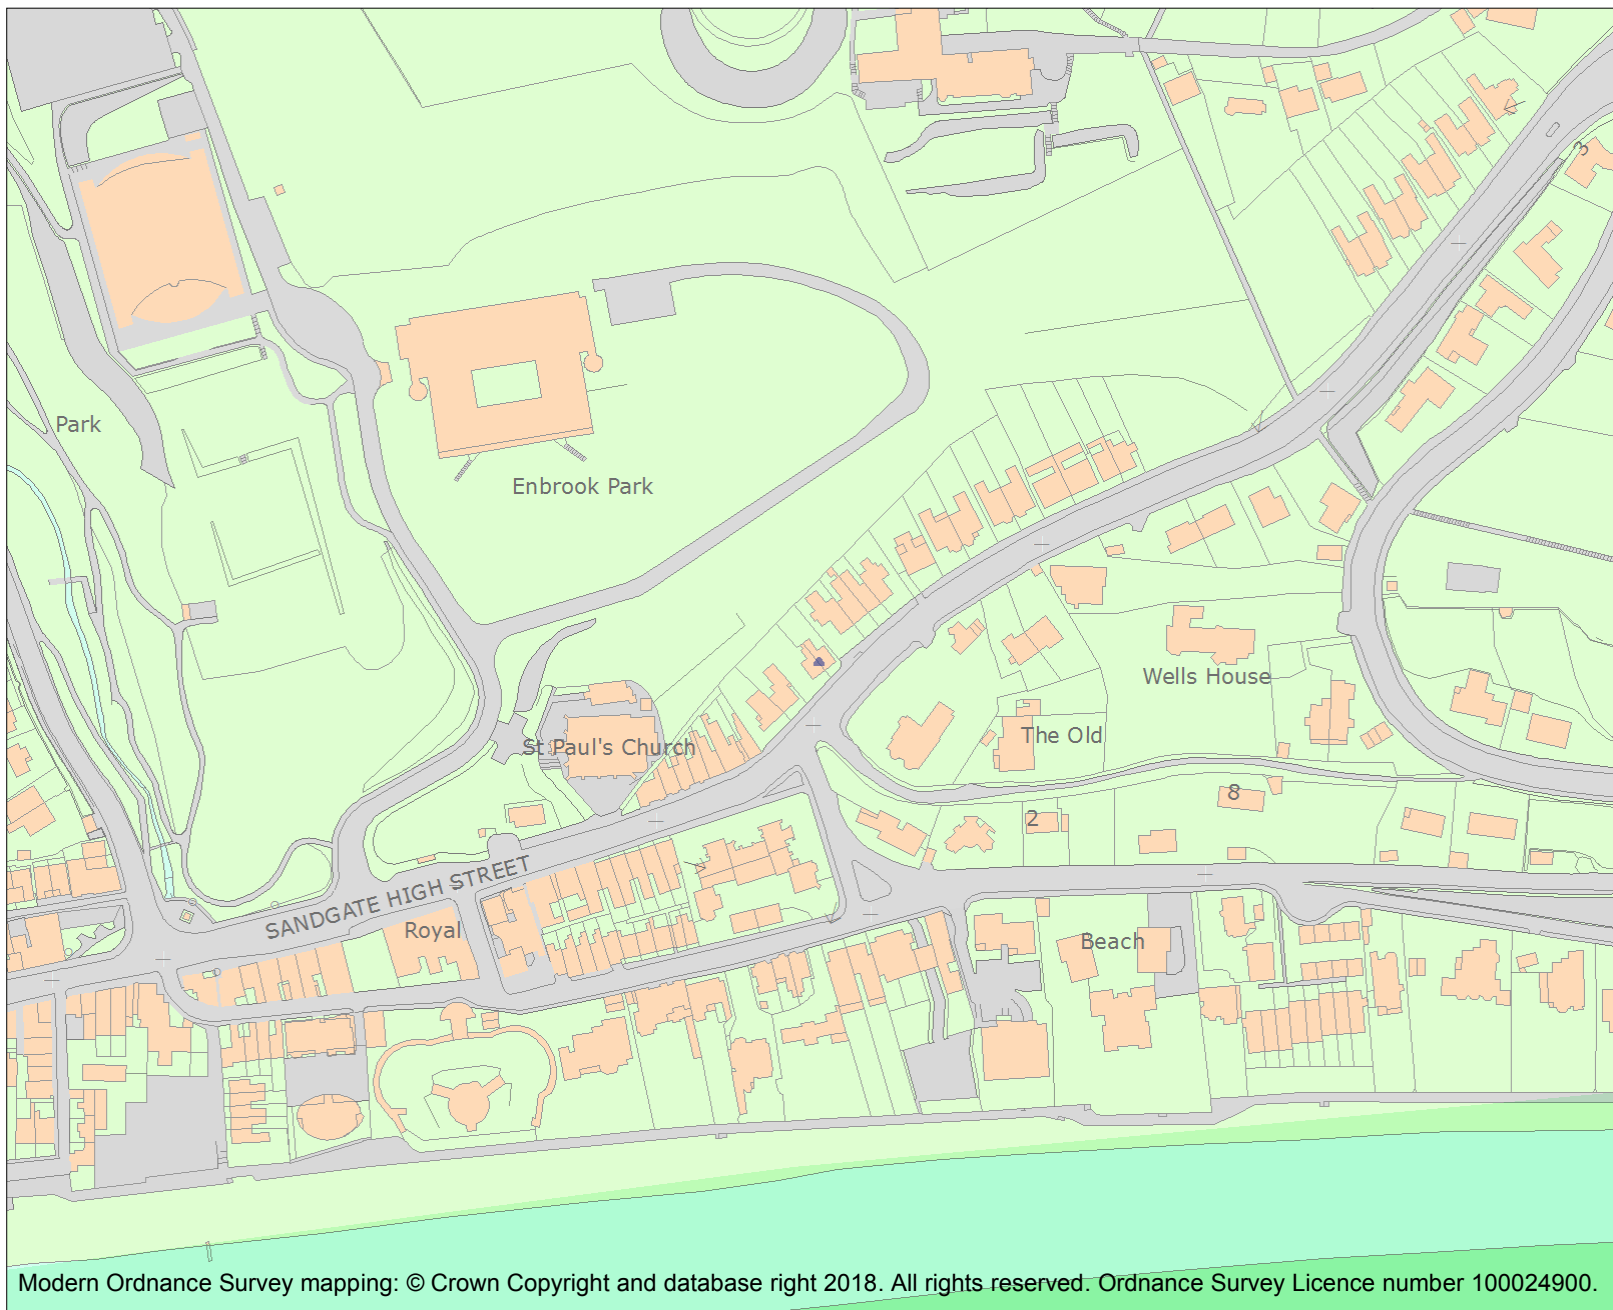 3
Park
Enbrook Park
Wells House
The Old
St Paul's Church
8
2
SANDGATE HIGH STREET
Royal
Beach
Modern Ordnance Survey mapping: © Crown Copyright and database right 2018. All rights reserved. Ordnance Survey Licence number 100024900.